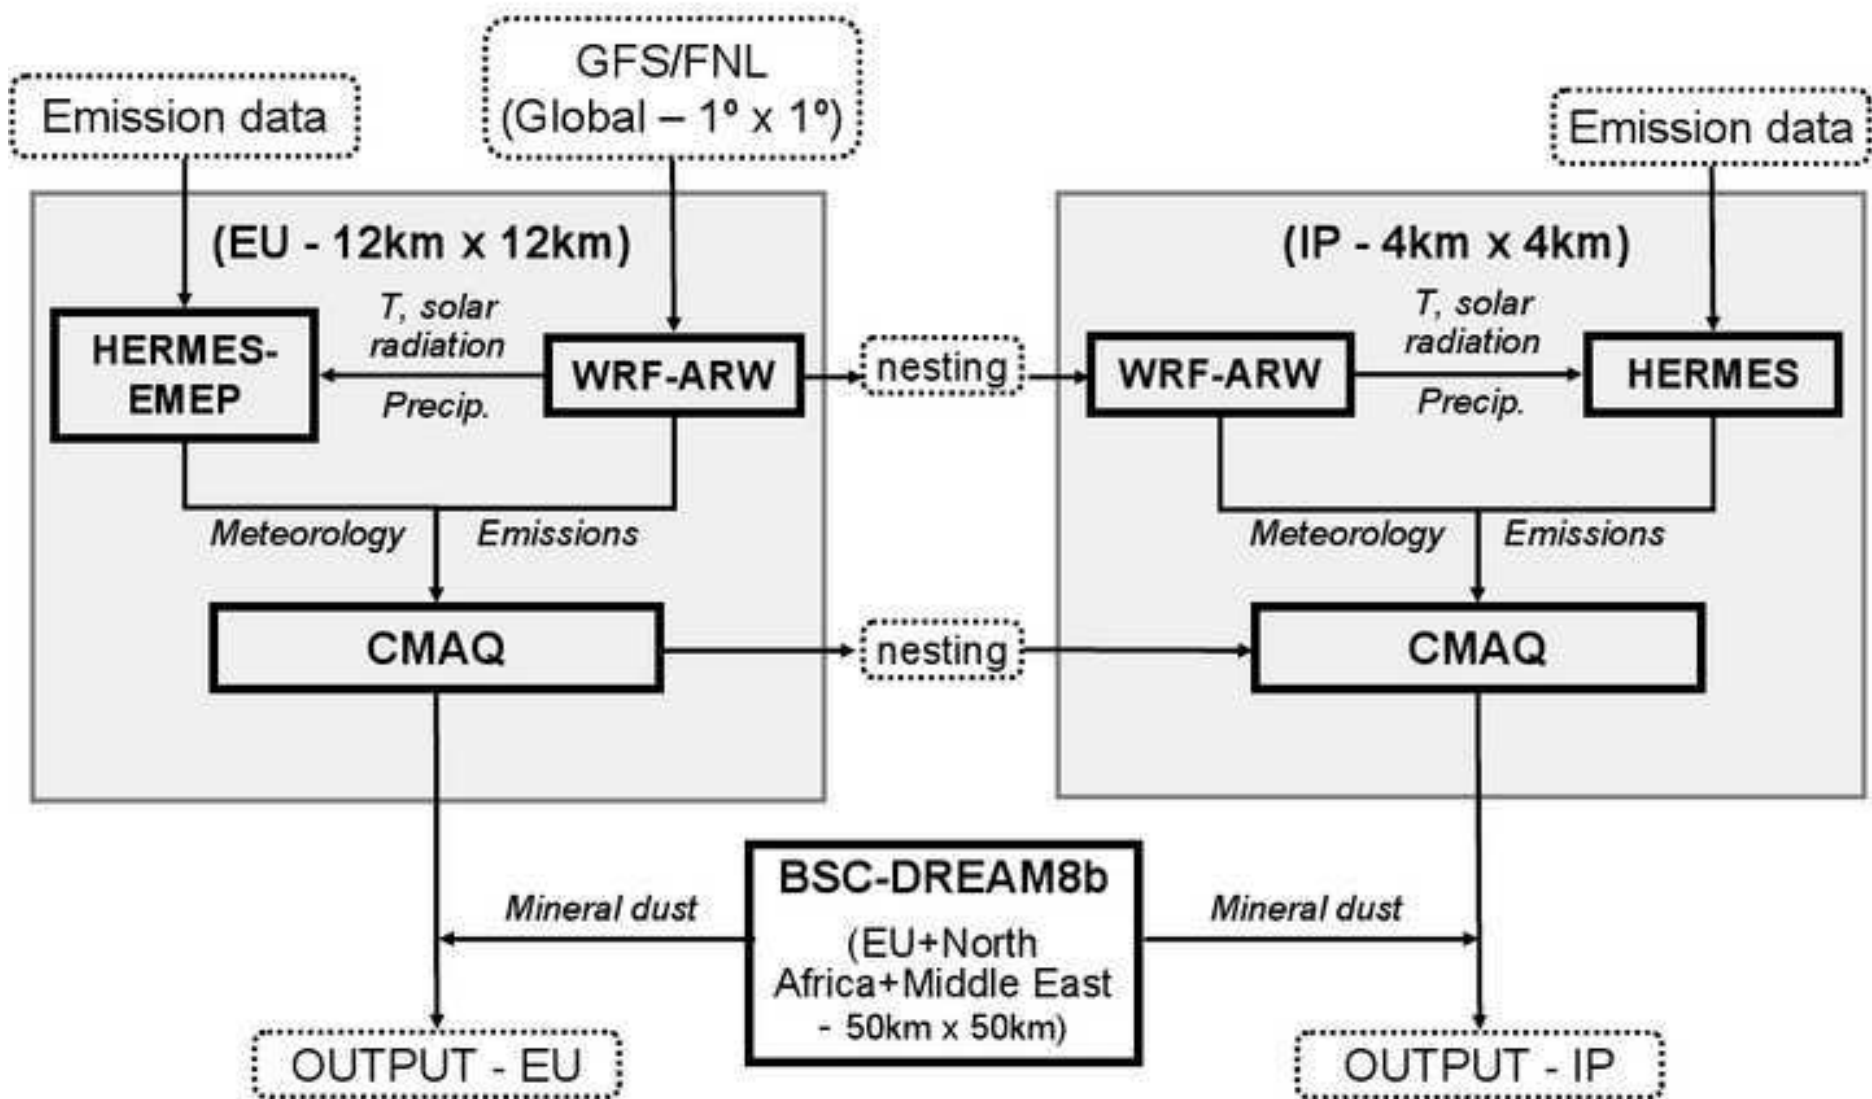 GFS/FNL
(Global – 1º x 1º)
Emission data
Emission data
(EU - 12km x 12km)
(IP - 4km x 4km)
HERMES-
EMEP
T, solar
radiation
Precip.
WRF-ARW
nesting
WRF-ARW
T, solar
radiation
Precip.
HERMES
Meteorology
Emissions
Meteorology
Emissions
CMAQ
nesting
CMAQ
BSC-DREAM8b
(EU+North
Africa+Middle East
- 50km x 50km)
Mineral dust
Mineral dust
OUTPUT - EU
OUTPUT - IP